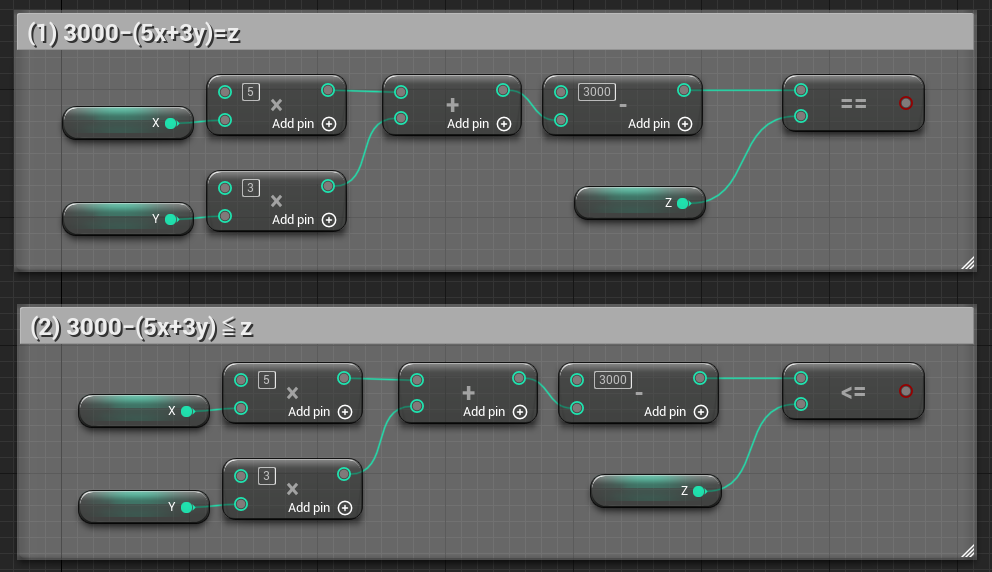 (1) 3000-(5x+3y)=z
5
×
Add pin
X
+
Add pin
3000
-
Add pin
==
3
×
Add pin
Y
Z
(2) 3000-(5x+3y) ≦ z
5
×
Add pin
X
+
Add pin
3000
-
Add pin
<=
3
×
Add pin
Y
Z